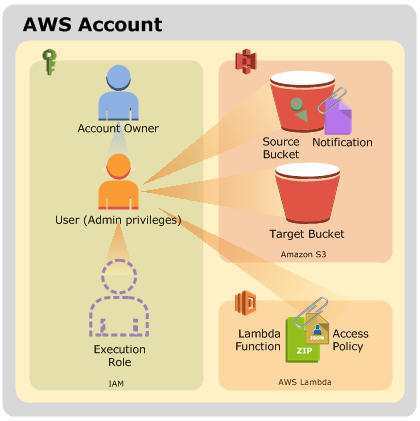 AWS Account
Account Owner
User (Admin privileges)
Execution
Role
IAM
Source
Bucket
Notification
Target Bucket
Amazon S3
Lambda
Function
ZIP
JSON
Access
Policy
AWS Lambda